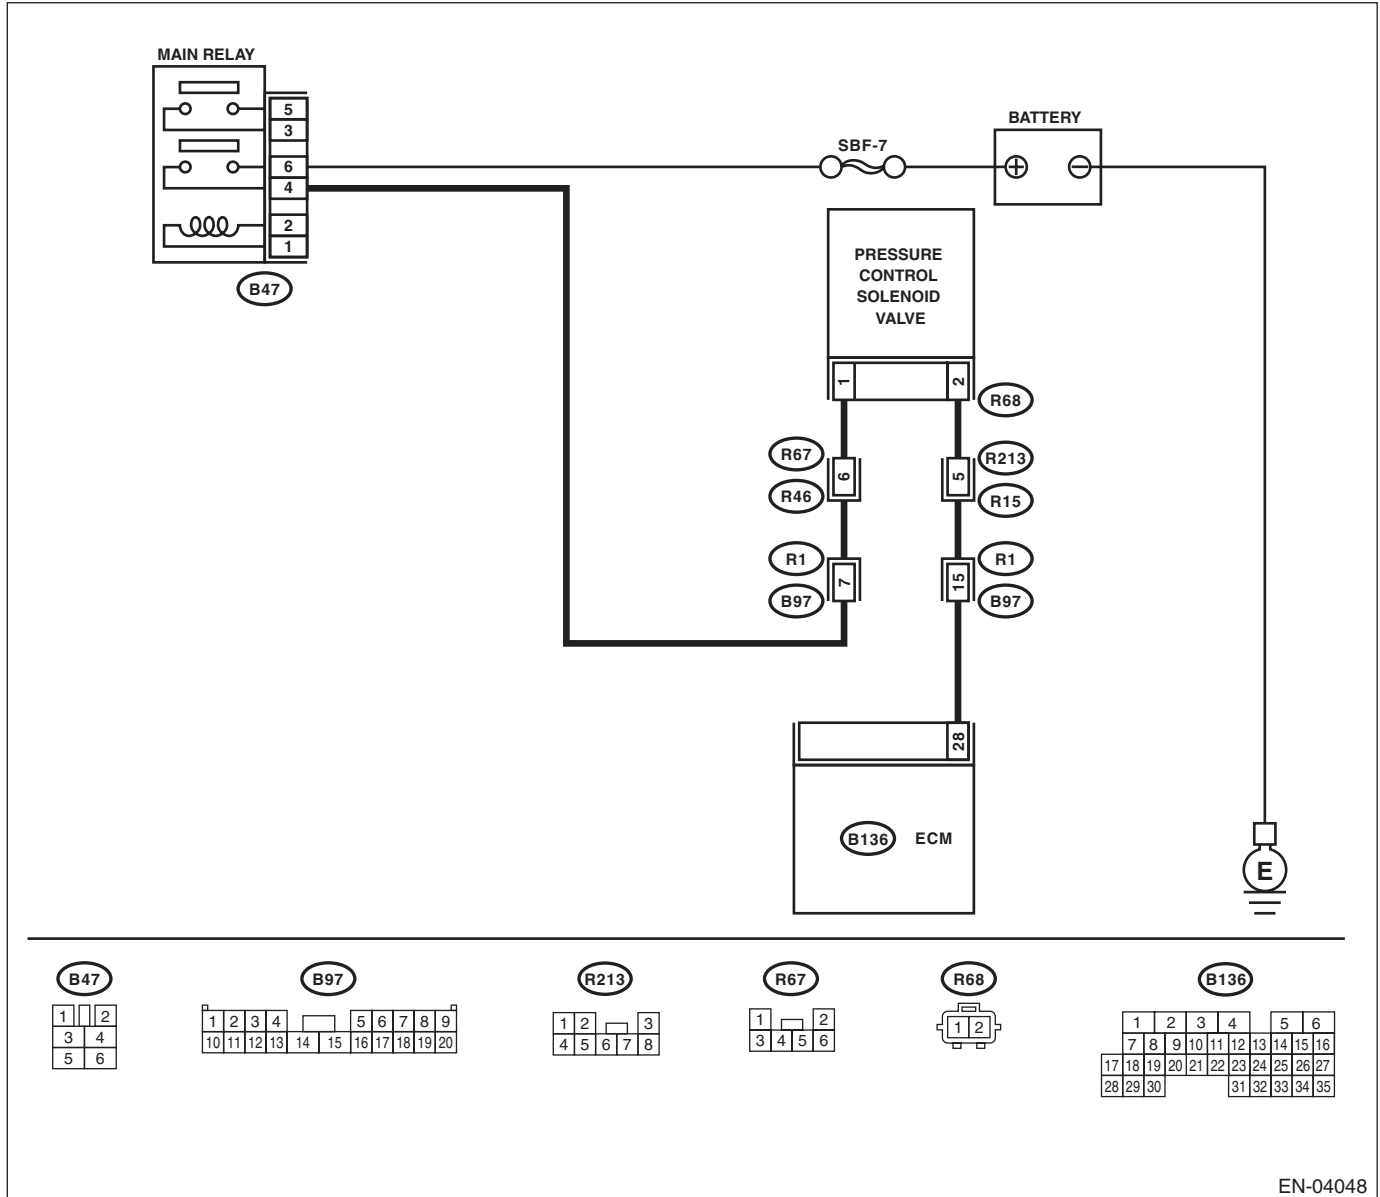 MAIN RELAY
5
3
6
4
2
1
B47
SBF-7
BATTERY
+ −
PRESSURE
CONTROL
SOLENOID
VALVE
1 2
R68
R67 6 5 R213
R46 R15
R1 7 15 R1
B97 B97
28
B136 ECM
E
B47 B97 R213 R67 R68 B136
1 2
3 4
5 6
1 2 3 4 5 6 7 8 9
10 11 12 13 14 15 16 17 18 19 20
1 2 3
4 5 6 7 8
1 2
3 4 5 6
1 2
1 2 3 4 5 6
7 8 9 10 11 12 13 14 15 16
17 18 19 20 21 22 23 24 25 26 27
28 29 30 31 32 33 34 35
EN-04048